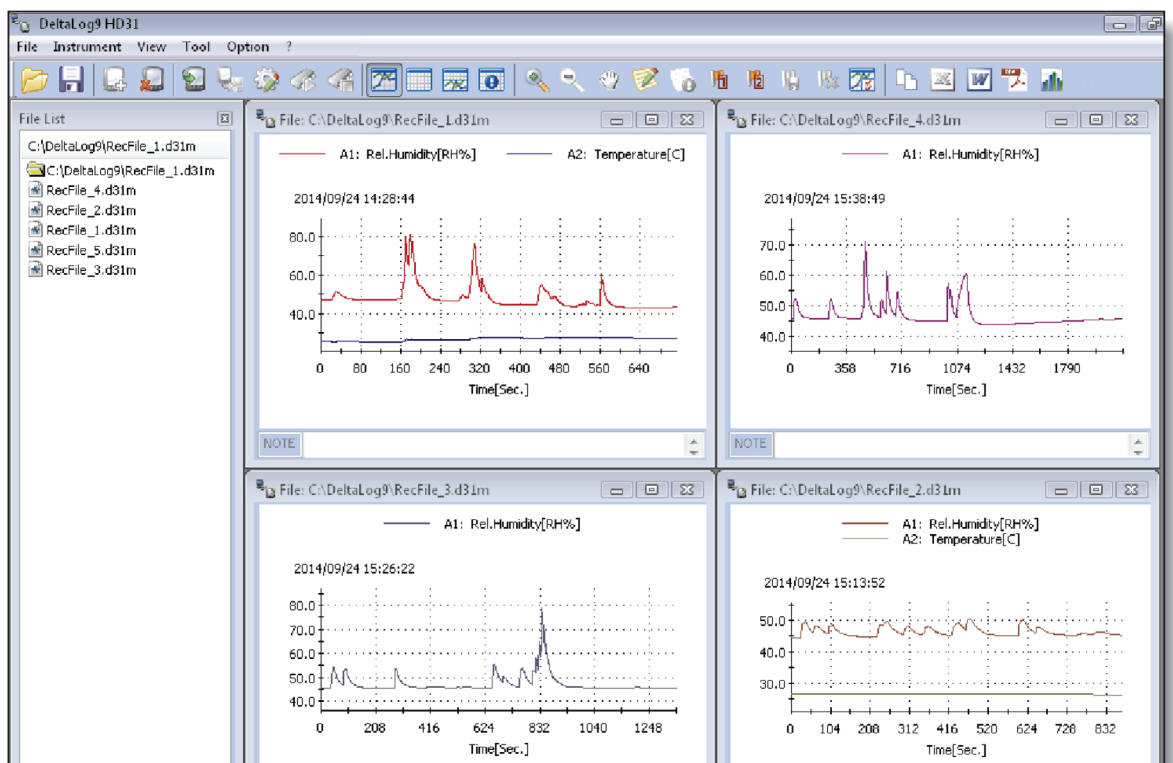 DeltaLog9 HD31
File Instrument View Tool Option ?
File List
C:\DeltaLog9\RecFile_1.d31m
C:\DeltaLog9\RecFile_1.d31m
RecFile_4.d31m
RecFile_2.d31m
RecFile_1.d31m
RecFile_5.d31m
RecFile_3.d31m
File: C:\DeltaLog9\RecFile_1.d31m
A1: Rel.Humidity[RH%] A2: Temperature[C]
2014/09/24 14:28:44
80.0
60.0
40.0
0 80 160 240 320 400 480 560 640
Time[Sec.]
NOTE
File: C:\DeltaLog9\RecFile_4.d31m
A1: Rel.Humidity[RH%]
2014/09/24 15:38:49
70.0
60.0
50.0
40.0
0 358 716 1074 1432 1790
Time[Sec.]
NOTE
File: C:\DeltaLog9\RecFile_3.d31m
A1: Rel.Humidity[RH%]
2014/09/24 15:26:22
80.0
70.0
60.0
50.0
40.0
0 208 416 624 832 1040 1248
Time[Sec.]
File: C:\DeltaLog9\RecFile_2.d31m
A1: Rel.Humidity[RH%]
A2: Temperature[C]
2014/09/24 15:13:52
50.0
40.0
30.0
0 104 208 312 416 520 624 728 832
Time[Sec.]